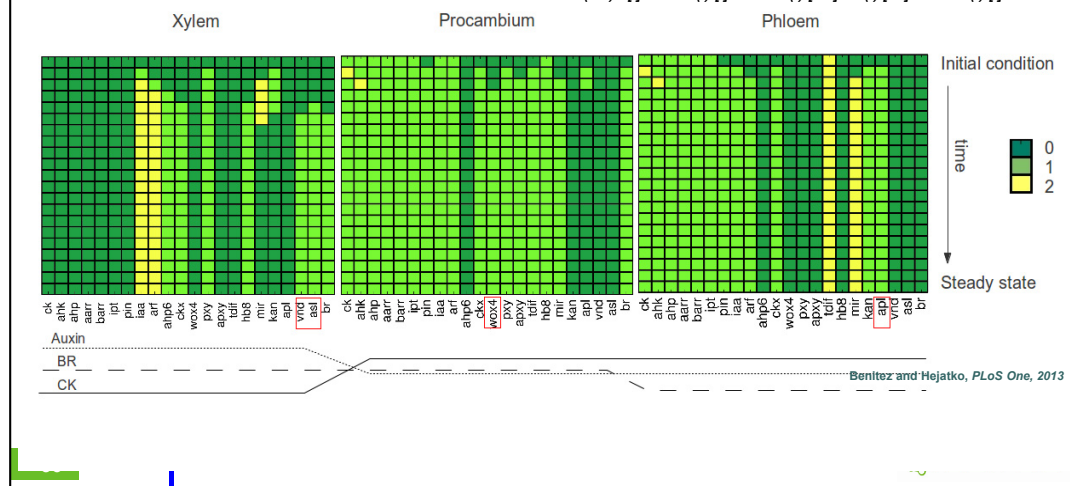 Xylem
Procambium
Phloem
Initial condition
time
0
1
2
Steady state
ck ahk ahp aarr barr ipt pin iaa arf ahp6 ckx wox4 pxy apxy tdif hb8 mir kan apl vnd asl br
ck ahk ahp aarr barr ipt pin iaa arf ahp6 ckx wox4 pxy apxy tdif hb8 mir kan apl vnd asl br
ck ahk ahp aarr barr ipt pin iaa arf ahp6 ckx wox4 pxy apxy tdif hb8 mir kan apl vnd asl br
Auxin
BR
CK
Benitez and Hejatko, PLoS One, 2013